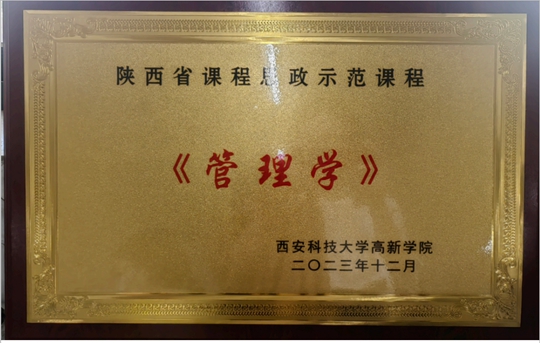 陕西省课程思政示范课程
《管理学》
西安科技大学高新学院
二〇二三年十二月